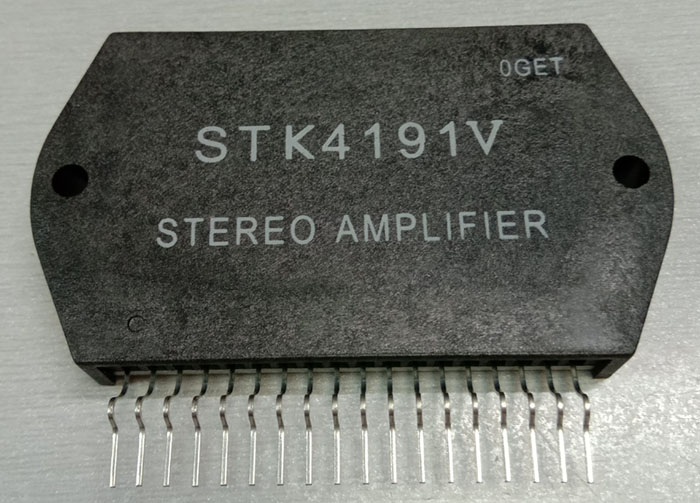 0GET
STK4191V
STEREO AMPLIFIER
C